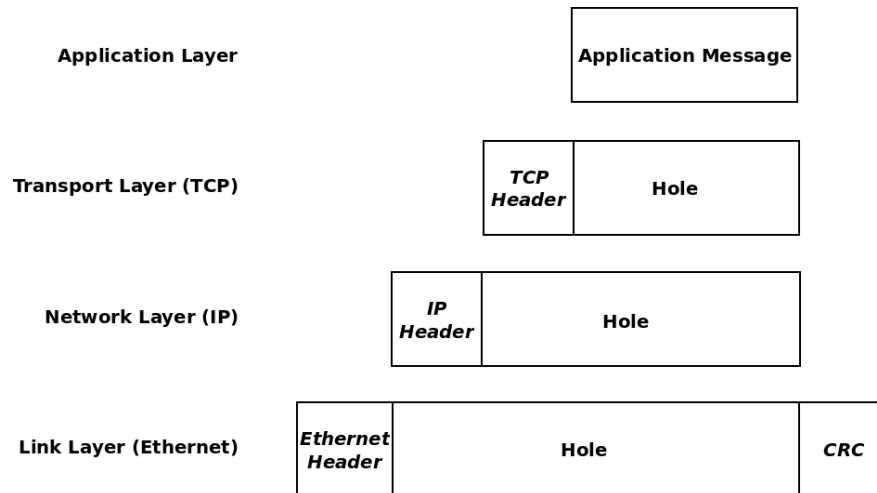 Application Layer
Application Message
Transport Layer (TCP)
TCP
Header
Hole
Network Layer (IP)
IP
Header
Hole
Link Layer (Ethernet)
Ethernet
Header
Hole
CRC